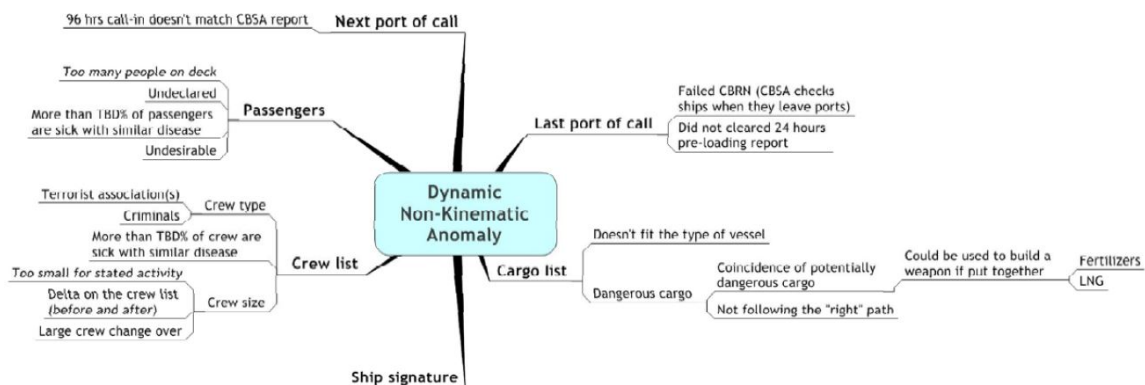 96 hrs call-in doesn't match CBSA report
Next port of call
Too many people on deck
Undeclared
More than TBD% of passengers
are sick with similar disease
Undesirable
Passengers
Failed CBRN (CBSA checks
ships when they leave ports)
Did not cleared 24 hours
pre-loading report
Last port of call
Dynamic
Non-Kinematic
Anomaly
Terrorist association(s)
Criminals
Crew type
More than TBD% of crew are
sick with similar disease
Crew list
Too small for stated activity
Delta on the crew list
(before and after)
Large crew change over
Crew size
Cargo list
Doesn't fit the type of vessel
Dangerous cargo
Coincidence of potentially
dangerous cargo
Could be used to build a
weapon if put together
Fertilizers
LNG
Not following the "right" path
Ship signature